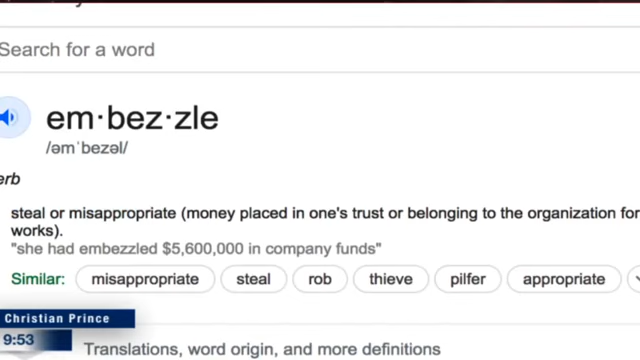 Search for a word
em·bez·zle
/əmˈbezəl/
erb
steal or misappropriate (money placed in one's trust or belonging to the organization for
works).
"she had embezzled $5,600,000 in company funds"
Similar: misappropriate steal rob thieve pilfer appropriate
Christian Prince
9:53
Translations, word origin, and more definitions